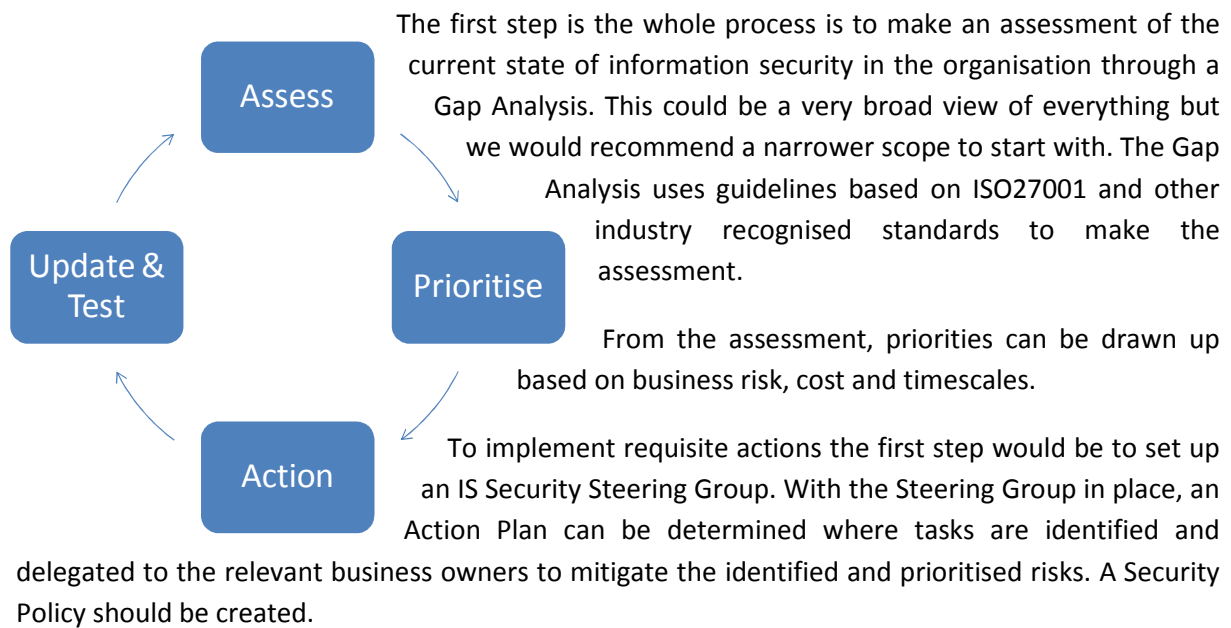 The first step is the whole process is to make an assessment of the
current state of information security in the organisation through a
Gap Analysis. This could be a very broad view of everything but
we would recommend a narrower scope to start with. The Gap
Analysis uses guidelines based on ISO27001 and other
industry recognised standards to make the
assessment.
From the assessment, priorities can be drawn up
based on business risk, cost and timescales.
To implement requisite actions the first step would be to set up
an IS Security Steering Group. With the Steering Group in place, an
Action Plan can be determined where tasks are identified and
delegated to the relevant business owners to mitigate the identified and prioritised risks. A Security
Policy should be created.
Assess
Prioritise
Action
Update &
Test